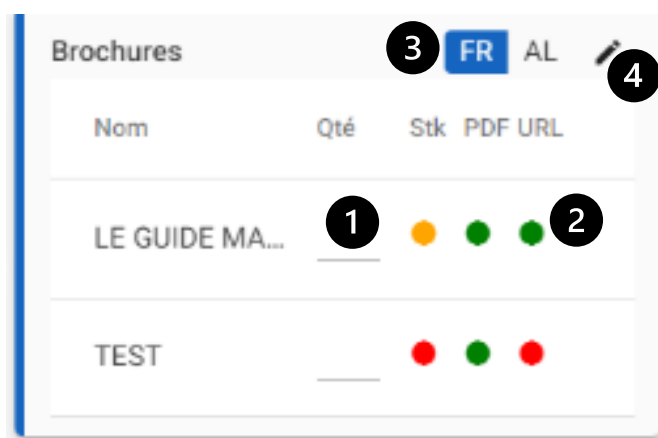 Brochures 3 FR AL 4
Nom Qté Stk PDF URL
LE GUIDE MA... 1 2
TEST